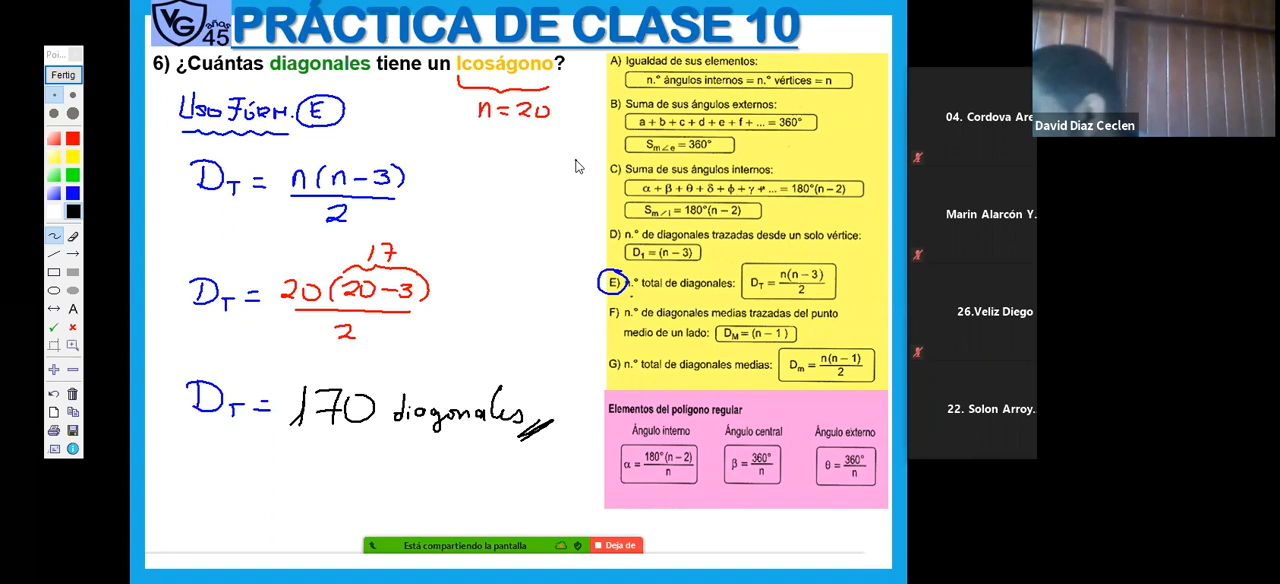 VG años 45
PRÁCTICA DE CLASE 10
6) ¿Cuántas diagonales tiene un Icoságono?
n = 20
USO FÓRM. E
D_T = n(n-3)/2
17
D_T = 20(20-3)/2
D_T = 170 diagonales
A) Igualdad de sus elementos:
n.° ángulos internos = n.° vértices = n
B) Suma de sus ángulos externos:
a + b + c + d + e + f + ... = 360°
S_m∠e = 360°
C) Suma de sus ángulos internos:
α + β + θ + δ + ϕ + γ + ... = 180°(n – 2)
S_m∠i = 180°(n – 2)
D) n.° de diagonales trazadas desde un solo vértice:
D_1 = (n – 3)
E) n.° total de diagonales: D_T = n(n – 3)/2
F) n.° de diagonales medias trazadas del punto
medio de un lado: D_M = (n – 1)
G) n.° total de diagonales medias: D_m = n(n – 1)/2
Elementos del polígono regular
Ángulo interno Ángulo central Ángulo externo
α = 180°(n – 2)/n β = 360°/n θ = 360°/n
Está compartiendo la pantalla Deja de
Poi...
Fertig
A
David Diaz Ceclen
04. Cordova Are
Marin Alarcón Y.
26.Veliz Diego
22. Solon Arroy.